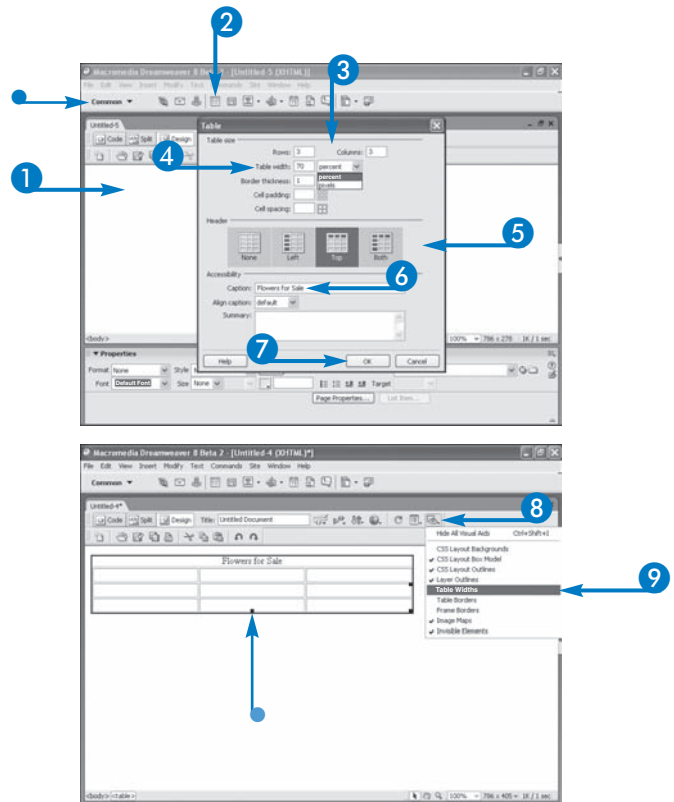 2
Macromedia Dreamweaver 8 Beta 2 - [Untitled-5 (XHTML)]
3
File Edit View Insert Modify Text Commands Site Window Help
Common
Untitled-5
Code Split Design
Table
Table size
Rows: 3 Columns: 3
4
Table width: 70 percent
percent
pixels
1
Border thickness: 1
Cell padding:
Cell spacing:
Header
None Left Top Both
5
Accessibility
6
Caption: Flowers for Sale
Align caption: default
Summary:
7
<body>
100% 786 x 278 1K / 1 sec
Help OK Cancel
Properties
Format None Style
Font Default Font Size None Target
Page Properties... List Item...
Macromedia Dreamweaver 8 Beta 2 - [Untitled-4 (XHTML)*]
File Edit View Insert Modify Text Commands Site Window Help
Common
Untitled-4*
8
Code Split Design Title: Untitled Document
Hide All Visual Aids Ctrl+Shift+I
CSS Layout Backgrounds
CSS Layout Box Model
CSS Layout Outlines
Layer Outlines
Table Widths
9
Table Borders
Frame Borders
Image Maps
Invisible Elements
Flowers for Sale
<body> <table>
100% 786 x 405 1K / 1 sec